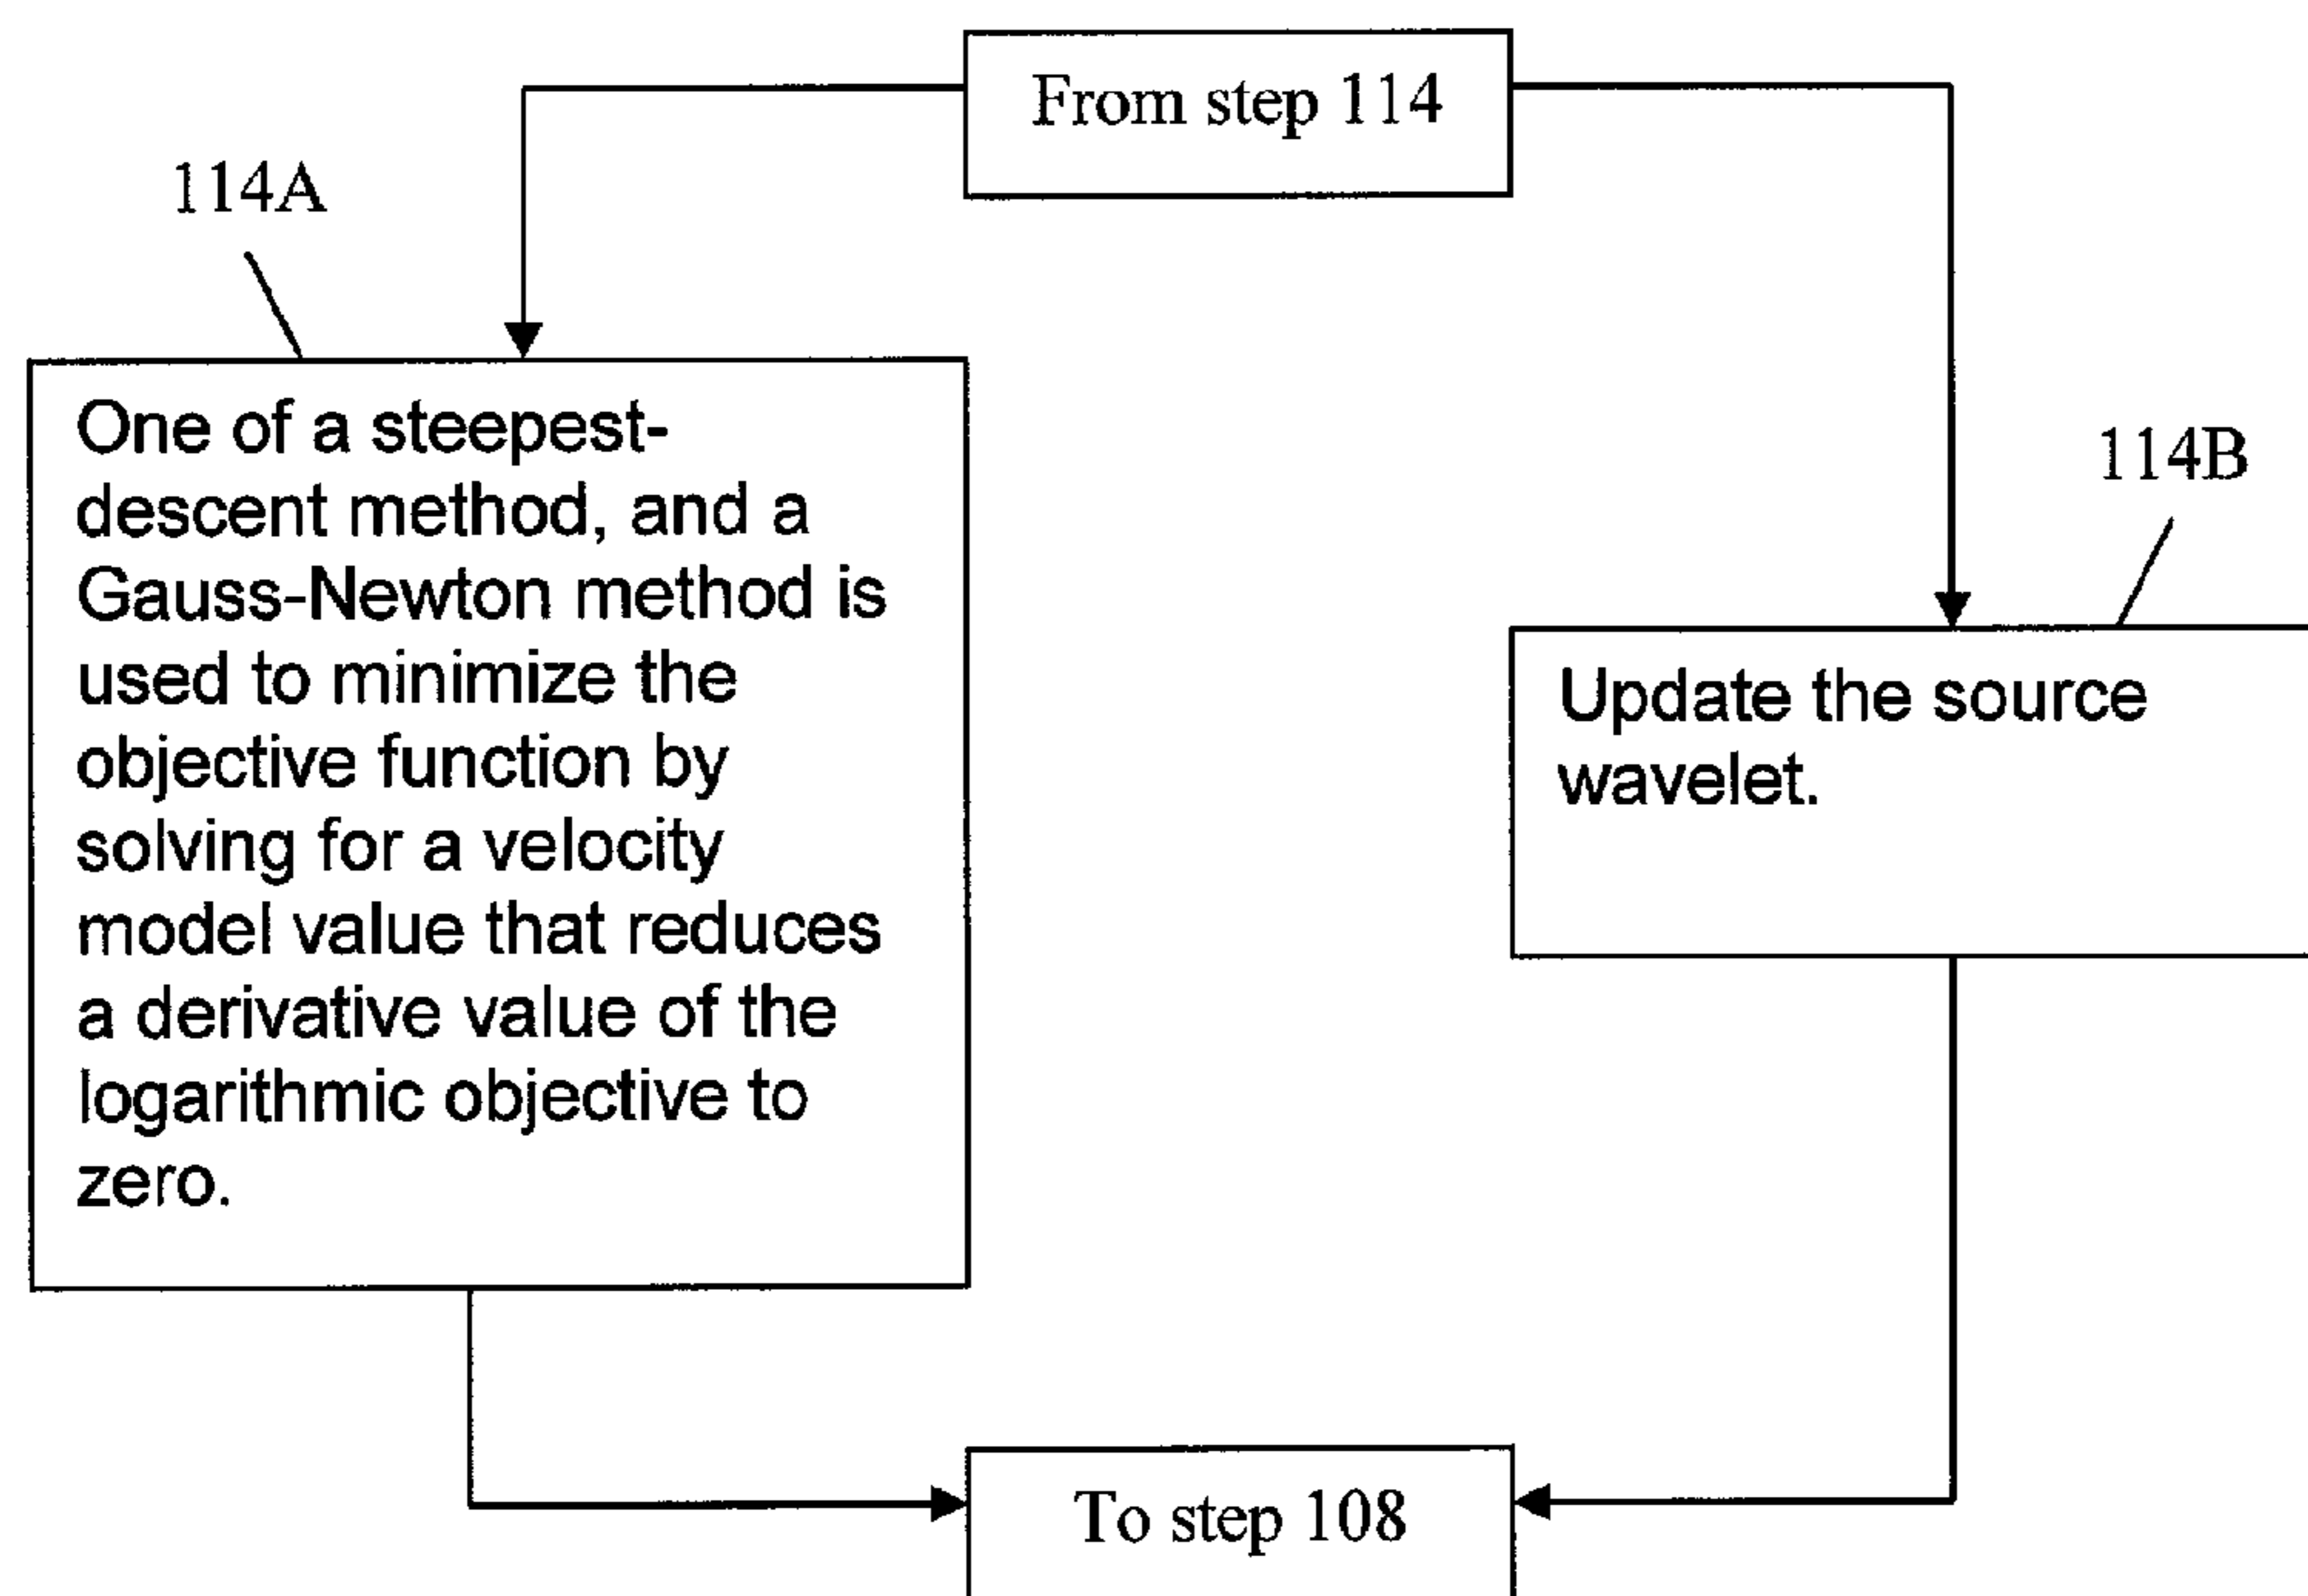 From step 114
114A
One of a steepest-
descent method, and a
Gauss-Newton method is
used to minimize the
objective function by
solving for a velocity
model value that reduces
a derivative value of the
logarithmic objective to
zero.
114B
Update the source
wavelet.
To step 108